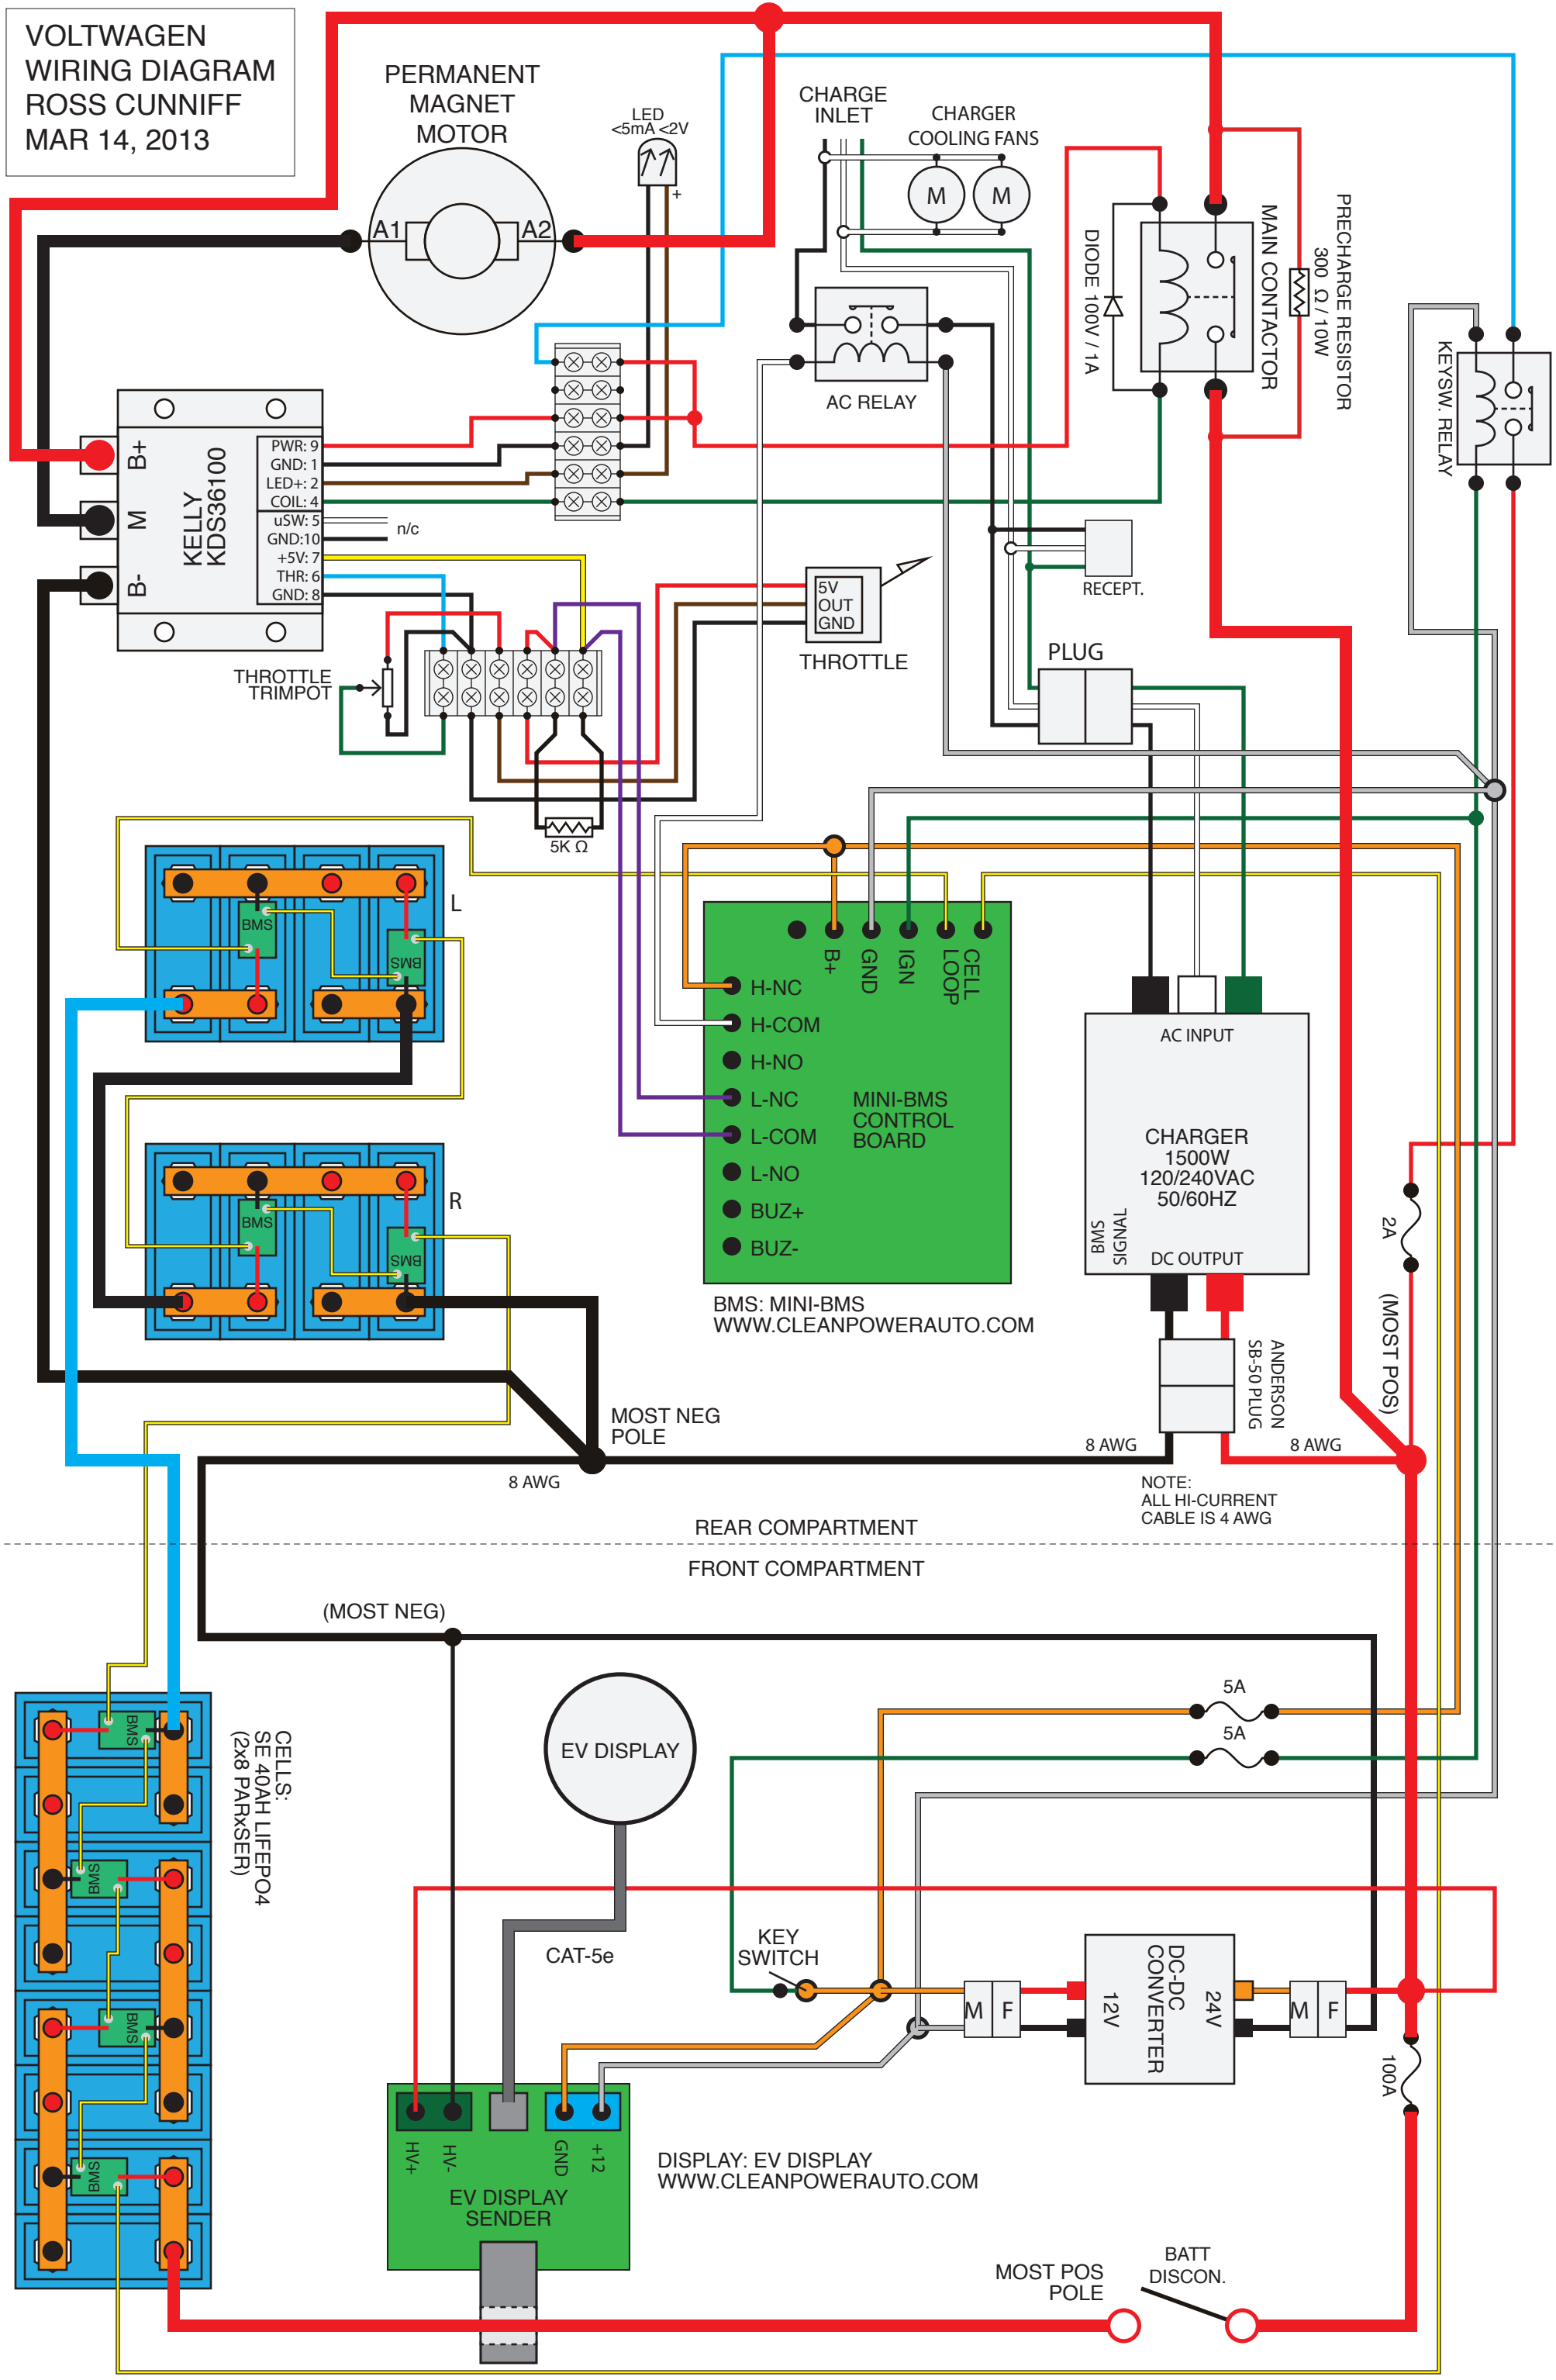 VOLTWAGEN
WIRING DIAGRAM
ROSS CUNNIFF
MAR 14, 2013
PERMANENT
MAGNET
MOTOR
A1
A2
LED
<5mA <2V
+
CHARGE
INLET
CHARGER
COOLING FANS
M
M
DIODE 100V / 1A
MAIN CONTACTOR
PRECHARGE RESISTOR
300 Ω / 10W
KEYSW. RELAY
AC RELAY
B+
M
B-
KELLY
KDS36100
PWR: 9
GND: 1
LED+: 2
COIL: 4
uSW: 5
GND:10
+5V: 7
THR: 6
GND: 8
n/c
RECEPT.
5V
OUT
GND
THROTTLE
THROTTLE
TRIMPOT
PLUG
5K Ω
L
BMS
BMS
R
BMS
BMS
B+
GND
IGN
CELL
LOOP
H-NC
H-COM
H-NO
L-NC
L-COM
L-NO
BUZ+
BUZ-
MINI-BMS
CONTROL
BOARD
BMS: MINI-BMS
WWW.CLEANPOWERAUTO.COM
AC INPUT
CHARGER
1500W
120/240VAC
50/60HZ
BMS
SIGNAL
DC OUTPUT
ANDERSON
SB-50 PLUG
2A
(MOST POS)
MOST NEG
POLE
8 AWG
8 AWG
8 AWG
NOTE:
ALL HI-CURRENT
CABLE IS 4 AWG
REAR COMPARTMENT
FRONT COMPARTMENT
(MOST NEG)
5A
5A
EV DISPLAY
CELLS:
SE 40AH LIFEPO4
(2x8 PARxSER)
BMS
BMS
BMS
BMS
CAT-5e
KEY
SWITCH
M
F
12V
DC-DC
CONVERTER
24V
M
F
100A
HV+
HV-
GND
+12
EV DISPLAY
SENDER
DISPLAY: EV DISPLAY
WWW.CLEANPOWERAUTO.COM
MOST POS
POLE
BATT
DISCON.